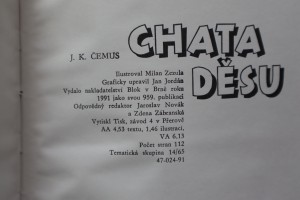 J. K. ČEMUS
CHATA
DĚSU
Ilustroval Milan Zezula
Graficky upravil Jan Jordán
Vydalo nakladatelství Blok v Brně roku
1991 jako svou 959. publikaci
Odpovědný redaktor Jaroslav Novák
a Zdena Zábranská
Vytiskl Tisk, závod 4 v Přerově
AA 4,53 textu, 1,46 ilustrací,
VA 6,13
Počet stran 112
Tematická skupina 14/65
47-024-91